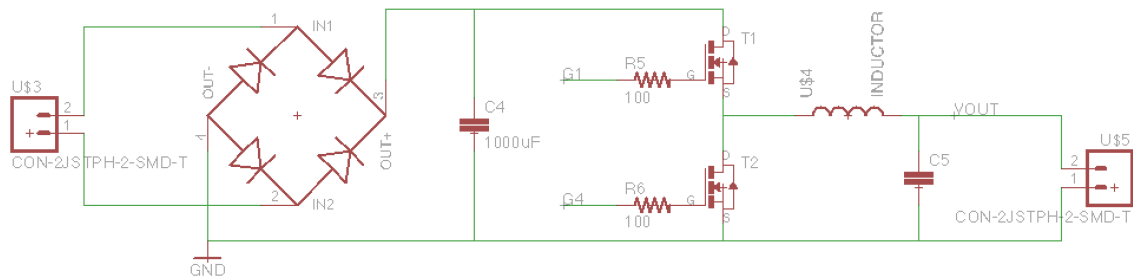 U$3
2
1
CON-2JSTPH-2-SMD-T
1
IN1
OUT-
1
3
OUT+
2
IN2
GND
C4
1000uF
G1
R5
100
G
D
T1
S
G4
R6
100
G
D
T2
S
U$4
INDUCTOR
VOUT
C5
U$5
2
1
CON-2JSTPH-2-SMD-T